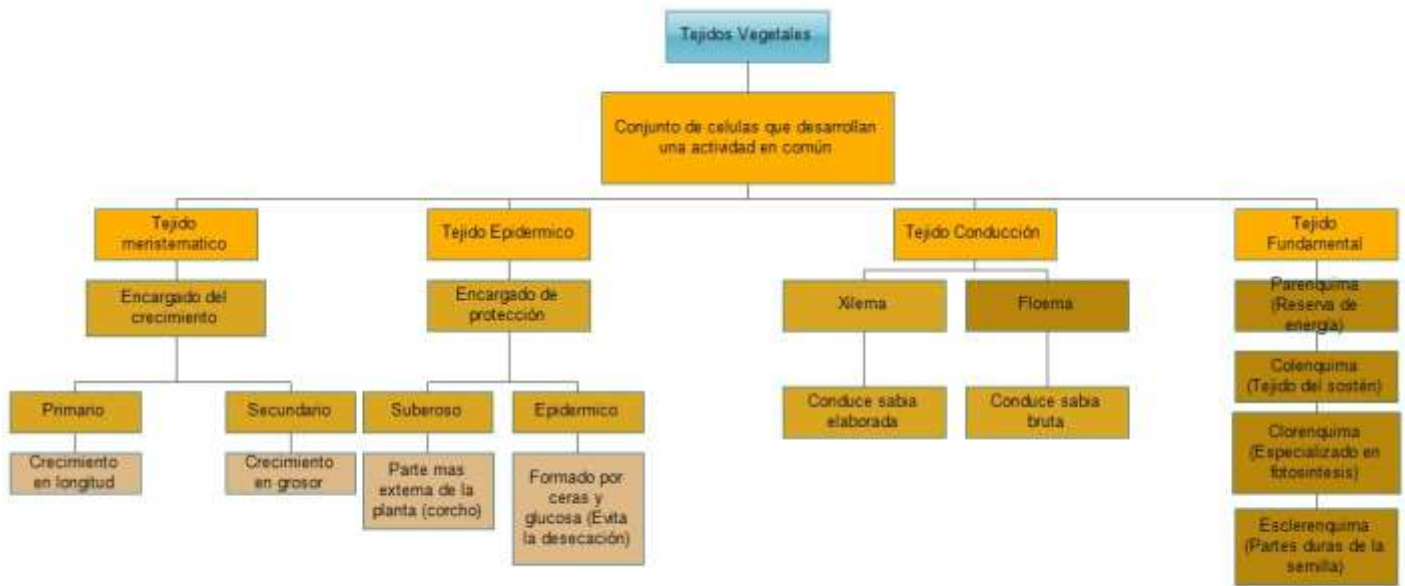 Tejidos Vegetales
Conjunto de celulas que desarrollan
una actividad en común
Tejido
meristematico
Encargado del
crecimiento
Primario
Crecimiento
en longitud
Secundario
Crecimiento
en grosor
Tejido Epidermico
Encargado de
protección
Suberoso
Parte mas
externa de la
planta (corcho)
Epidermico
Formado por
ceras y
glucosa (Evita
la desecación)
Tejido Conducción
Xilema
Conduce sabia
elaborada
Floema
Conduce sabia
bruta
Tejido
Fundamental
Parenquima
(Reserva de
energía)
Colenquima
(Tejido del sostén)
Clorenquima
(Especializado en
fotosintesis)
Esclerenquima
(Partes duras de la
semilla)